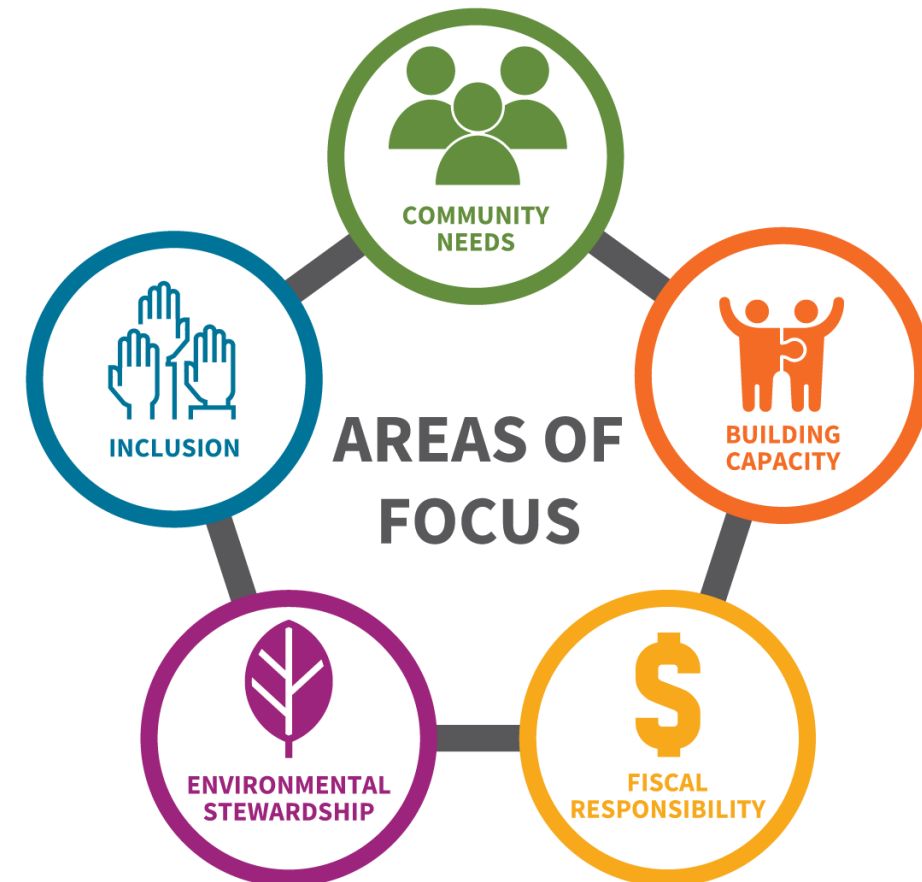 COMMUNITY
NEEDS
INCLUSION
BUILDING
CAPACITY
AREAS OF
FOCUS
ENVIRONMENTAL
STEWARDSHIP
FISCAL
RESPONSIBILITY